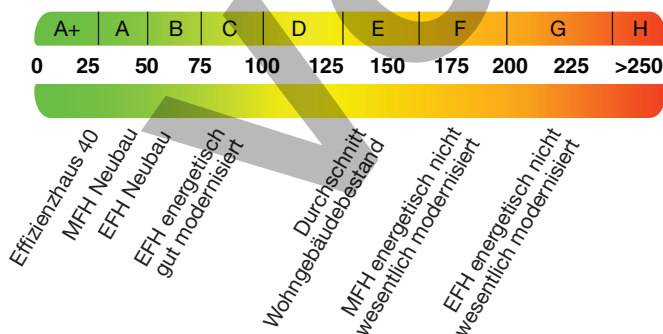 A+ A B C D E F G H
0 25 50 75 100 125 150 175 200 225 >250
Effizienzhaus 40
MFH Neubau
EFH Neubau
EFH energetisch
gut modernisiert
Durchschnitt
Wohngebäudebestand
MFH energetisch nicht
wesentlich modernisiert
EFH energetisch nicht
wesentlich modernisiert